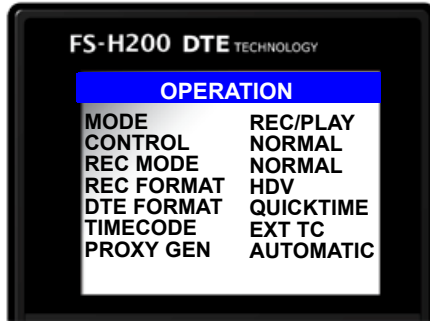 FS-H200 DTE TECHNOLOGY
OPERATION
MODE REC/PLAY
CONTROL NORMAL
REC MODE NORMAL
REC FORMAT HDV
DTE FORMAT QUICKTIME
TIMECODE EXT TC
PROXY GEN AUTOMATIC